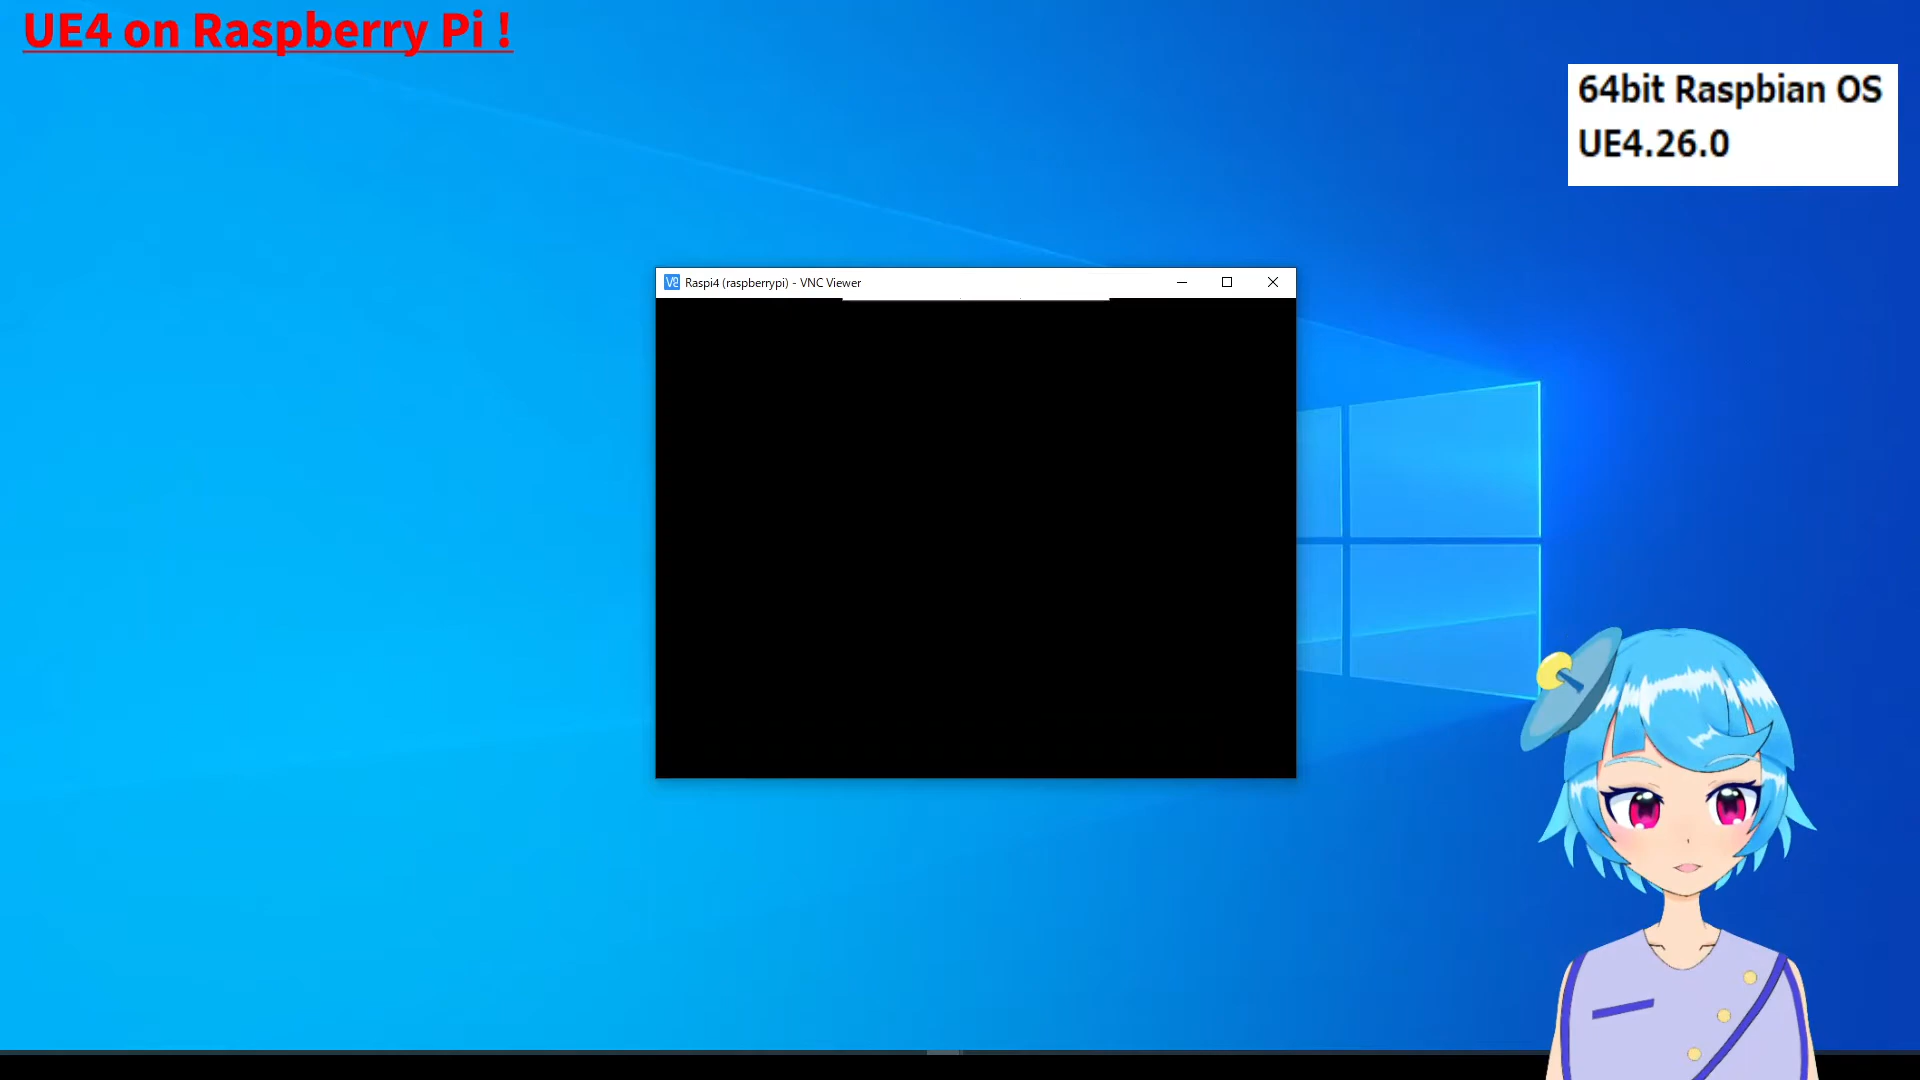 UE4 on Raspberry Pi !
64bit Raspbian OS
UE4.26.0
Raspi4 (raspberrypi) - VNC Viewer